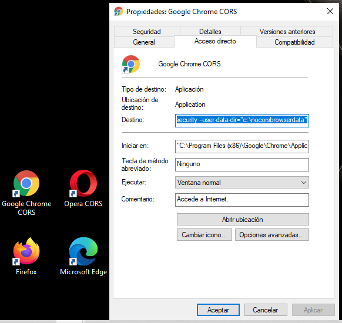 Propiedades: Google Chrome CORS
Seguridad Detalles Versiones anteriores
General Acceso directo Compatibilidad
Google Chrome CORS
Tipo de destino: Aplicación
Ubicación de destino: Application
Destino: ecurity --user-data-dir="c:\nocorsbrowserdata"
Iniciar en: "C:\Program Files (x86)\Google\Chrome\Applic
Tecla de método abreviado: Ninguno
Ejecutar: Ventana normal
Comentario: Accede a Internet.
Abrir ubicación
Cambiar icono... Opciones avanzadas...
Aceptar Cancelar Aplicar
Google Chrome CORS
Opera CORS
Firefox
Microsoft Edge